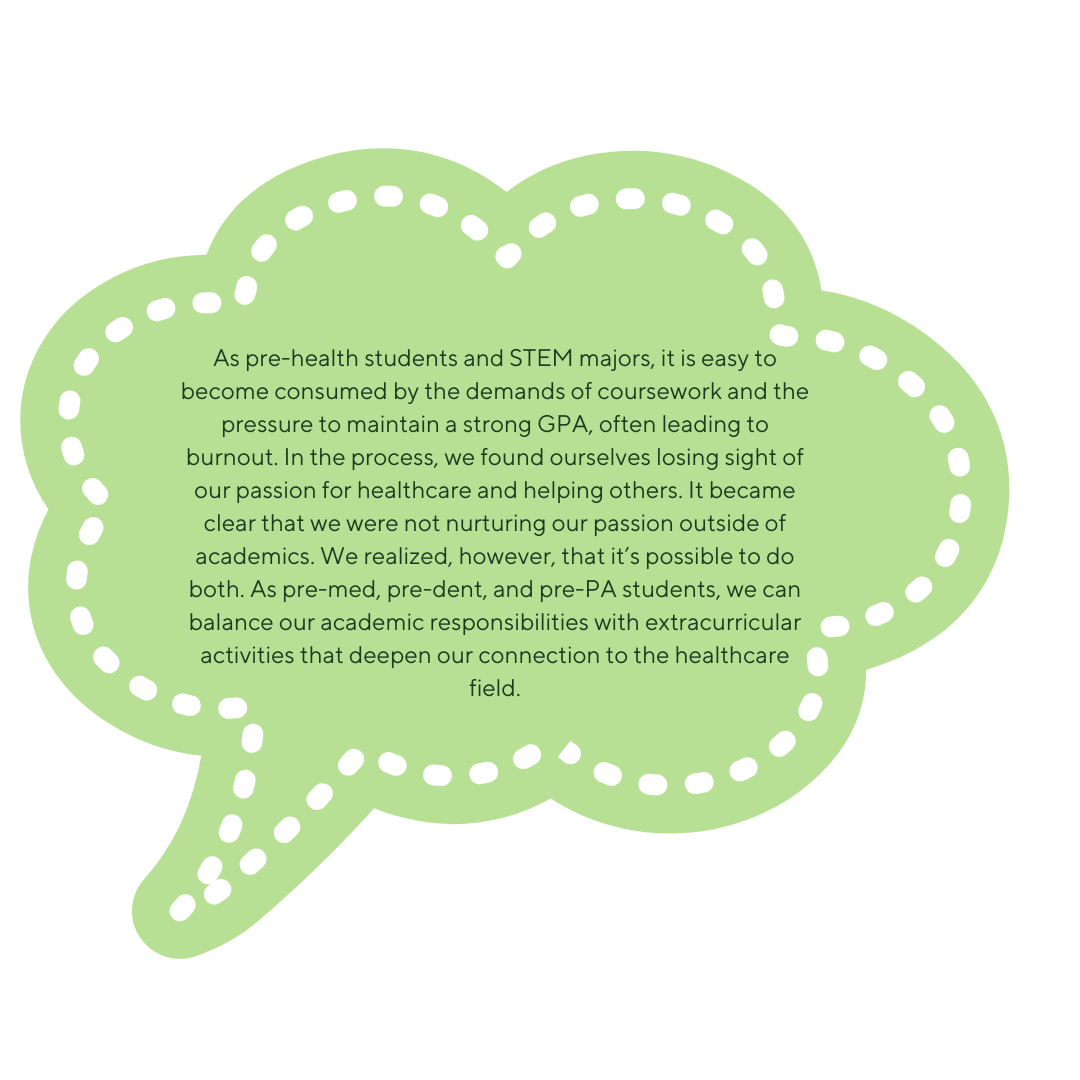 As pre-health students and STEM majors, it is easy to
become consumed by the demands of coursework and the
pressure to maintain a strong GPA, often leading to
burnout. In the process, we found ourselves losing sight of
our passion for healthcare and helping others. It became
clear that we were not nurturing our passion outside of
academics. We realized, however, that it’s possible to do
both. As pre-med, pre-dent, and pre-PA students, we can
balance our academic responsibilities with extracurricular
activities that deepen our connection to the healthcare
field.